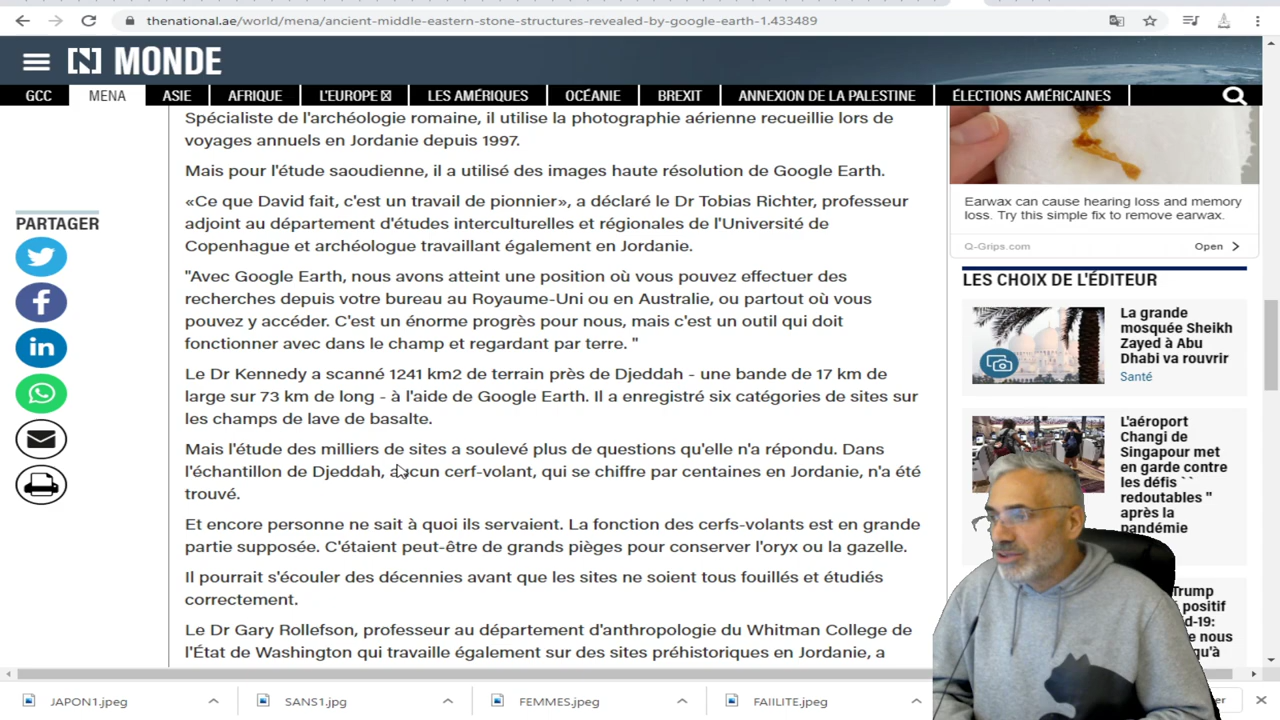 thenational.ae/world/mena/ancient-middle-eastern-stone-structures-revealed-by-google-earth-1.433489
[N] MONDE
GCC
MENA
ASIE
AFRIQUE
L'EUROPE
LES AMÉRIQUES
OCÉANIE
BREXIT
ANNEXION DE LA PALESTINE
ÉLECTIONS AMÉRICAINES
PARTAGER
Spécialiste de l'archéologie romaine, il utilise la photographie aérienne recueillie lors de
voyages annuels en Jordanie depuis 1997.
Mais pour l'étude saoudienne, il a utilisé des images haute résolution de Google Earth.
«Ce que David fait, c'est un travail de pionnier», a déclaré le Dr Tobias Richter, professeur
adjoint au département d'études interculturelles et régionales de l'Université de
Copenhague et archéologue travaillant également en Jordanie.
"Avec Google Earth, nous avons atteint une position où vous pouvez effectuer des
recherches depuis votre bureau au Royaume-Uni ou en Australie, ou partout où vous
pouvez y accéder. C'est un énorme progrès pour nous, mais c'est un outil qui doit
fonctionner avec dans le champ et regardant par terre. "
Le Dr Kennedy a scanné 1241 km2 de terrain près de Djeddah - une bande de 17 km de
large sur 73 km de long - à l'aide de Google Earth. Il a enregistré six catégories de sites sur
les champs de lave de basalte.
Mais l'étude des milliers de sites a soulevé plus de questions qu'elle n'a répondu. Dans
l'échantillon de Djeddah, aucun cerf-volant, qui se chiffre par centaines en Jordanie, n'a été
trouvé.
Et encore personne ne sait à quoi ils servaient. La fonction des cerfs-volants est en grande
partie supposée. C'étaient peut-être de grands pièges pour conserver l'oryx ou la gazelle.
Il pourrait s'écouler des décennies avant que les sites ne soient tous fouillés et étudiés
correctement.
Le Dr Gary Rollefson, professeur au département d'anthropologie du Whitman College de
l'État de Washington qui travaille également sur des sites préhistoriques en Jordanie, a
Earwax can cause hearing loss and memory
loss. Try this simple fix to remove earwax.
Q-Grips.com
Open
LES CHOIX DE L'ÉDITEUR
La grande
mosquée Sheikh
Zayed à Abu
Dhabi va rouvrir
Santé
L'aéroport
Changi de
Singapour met
en garde contre
les défis ``
redoutables "
après la
pandémie
Trump
positif
d-19:
e nous
qu'à
JAPON1.jpeg
SANS1.jpg
FEMMES.jpeg
FAIILITE.jpeg